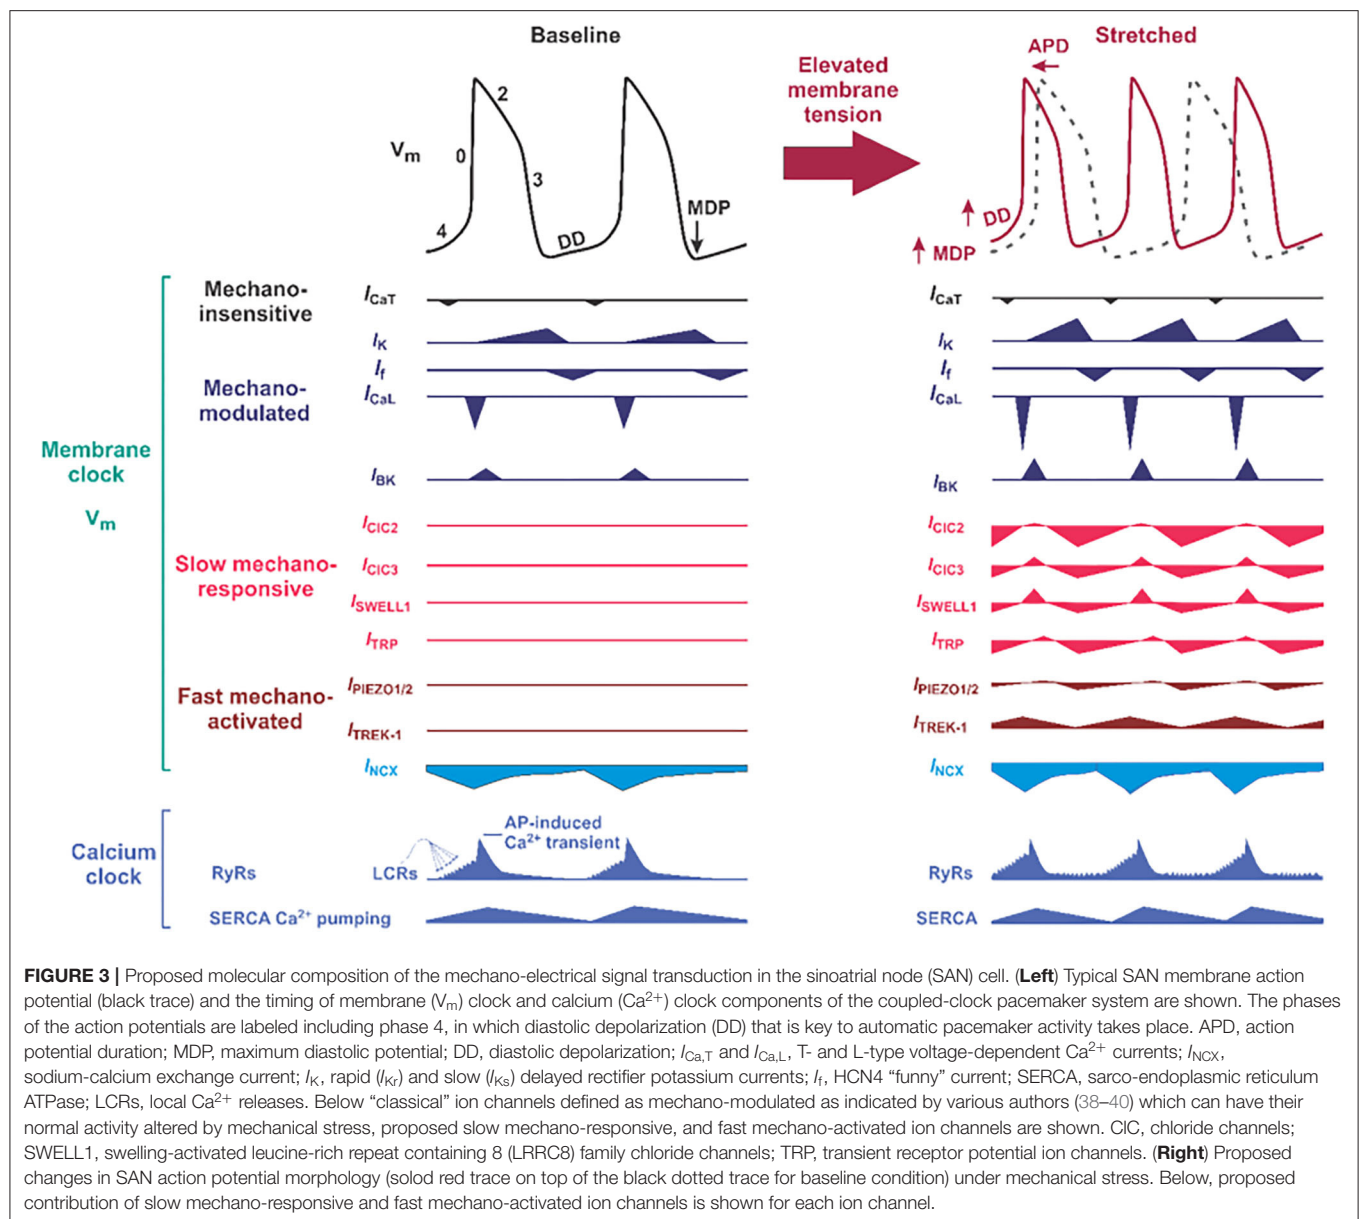 Baseline
Elevated
membrane
tension
APD
Stretched
Vm
0
2
3
4
DD
MDP
DD
MDP
Membrane
clock
Vm
Mechano-
insensitive
ICaT
ICaT
Mechano-
modulated
IK
IK
If
If
ICaL
ICaL
IBK
IBK
Slow mechano-
responsive
IClC2
IClC2
IClC3
IClC3
ISWELL1
ISWELL1
ITRP
ITRP
Fast mechano-
activated
IPIEZO1/2
IPIEZO1/2
ITREK-1
ITREK-1
INCX
INCX
Calcium
clock
AP-induced
Ca2+ transient
RyRs
LCRs
RyRs
SERCA Ca2+ pumping
SERCA
FIGURE 3 | Proposed molecular composition of the mechano-electrical signal transduction in the sinoatrial node (SAN) cell. (Left) Typical SAN membrane action
potential (black trace) and the timing of membrane (Vm) clock and calcium (Ca2+) clock components of the coupled-clock pacemaker system are shown. The phases
of the action potentials are labeled including phase 4, in which diastolic depolarization (DD) that is key to automatic pacemaker activity takes place. APD, action
potential duration; MDP, maximum diastolic potential; DD, diastolic depolarization; ICa,T and ICa,L, T- and L-type voltage-dependent Ca2+ currents; INCX,
sodium-calcium exchange current; IK, rapid (IKr) and slow (IKs) delayed rectifier potassium currents; If, HCN4 “funny” current; SERCA, sarco-endoplasmic reticulum
ATPase; LCRs, local Ca2+ releases. Below “classical” ion channels defined as mechano-modulated as indicated by various authors (38–40) which can have their
normal activity altered by mechanical stress, proposed slow mechano-responsive, and fast mechano-activated ion channels are shown. ClC, chloride channels;
SWELL1, swelling-activated leucine-rich repeat containing 8 (LRRC8) family chloride channels; TRP, transient receptor potential ion channels. (Right) Proposed
changes in SAN action potential morphology (solod red trace on top of the black dotted trace for baseline condition) under mechanical stress. Below, proposed
contribution of slow mechano-responsive and fast mechano-activated ion channels is shown for each ion channel.